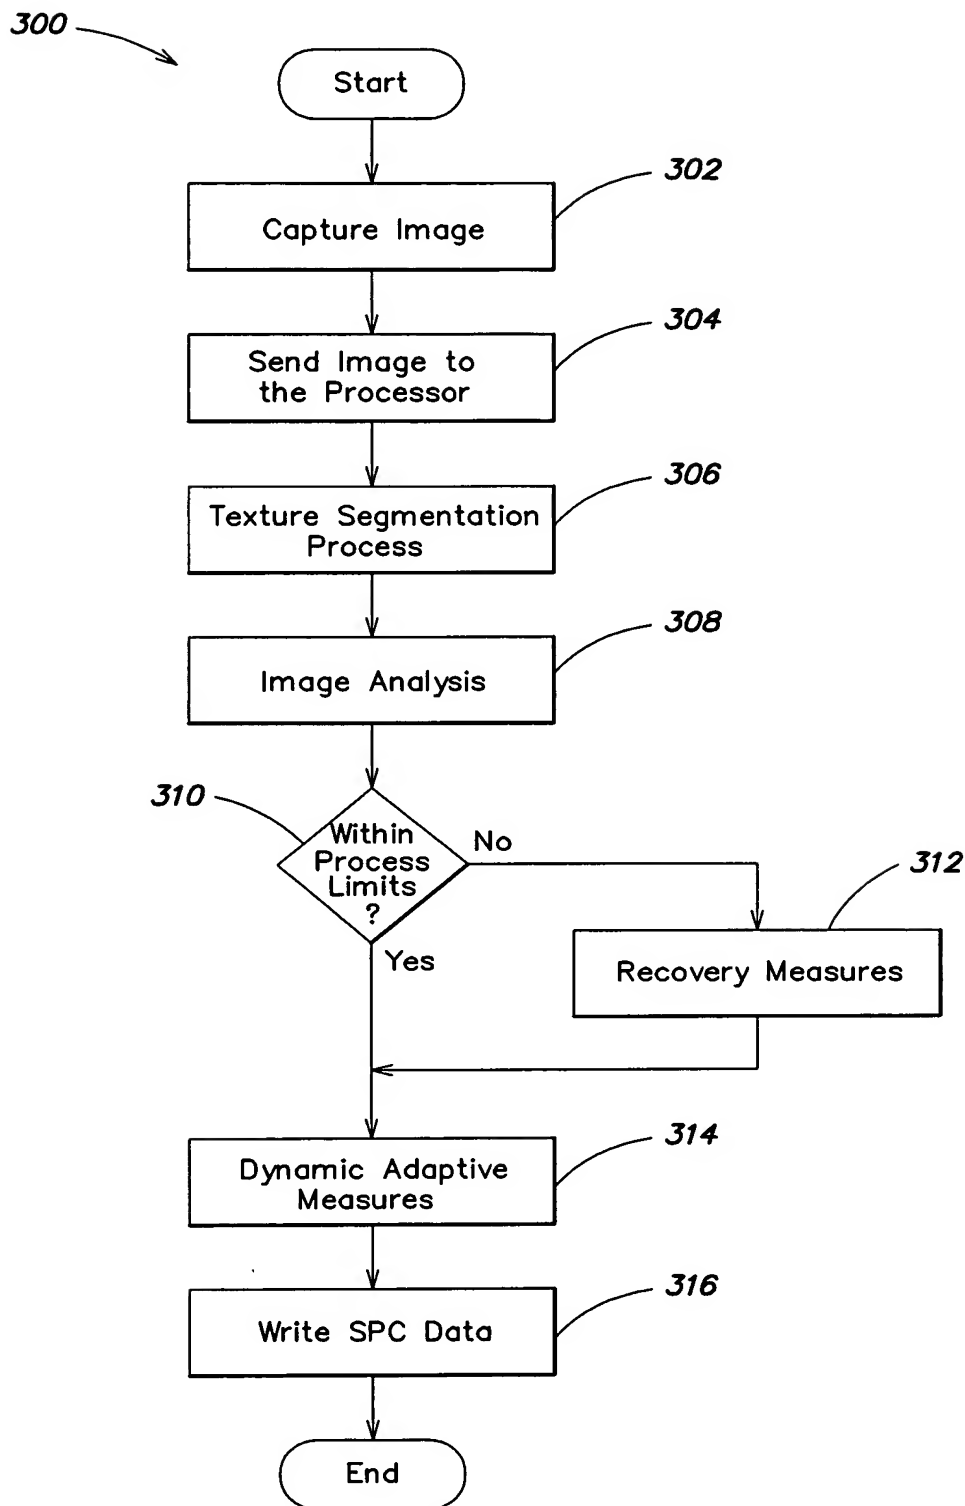 300
Start
302
Capture Image
304
Send Image to
the Processor
306
Texture Segmentation
Process
308
Image Analysis
310
Within
Process
Limits
?
No
312
Yes
Recovery Measures
314
Dynamic Adaptive
Measures
316
Write SPC Data
End